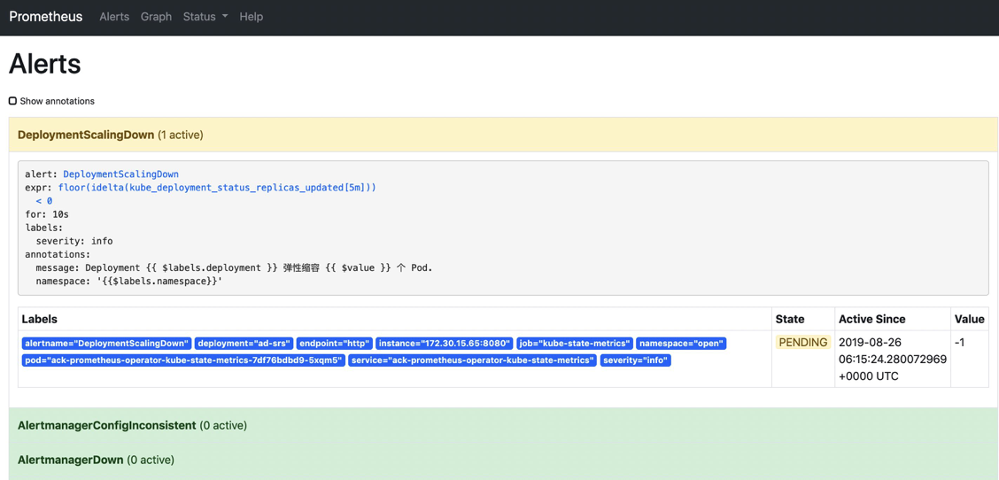 Prometheus Alerts Graph Status Help
Alerts
Show annotations
DeploymentScalingDown (1 active)
alert: DeploymentScalingDown
expr: floor(idelta(kube_deployment_status_replicas_updated[5m]))
  < 0
for: 10s
labels:
  severity: info
annotations:
  message: Deployment {{ $labels.deployment }} 弹性缩容 {{ $value }} 个 Pod.
  namespace: '{{$labels.namespace}}'
Labels State Active Since Value
alertname="DeploymentScalingDown" deployment="ad-srs" endpoint="http" instance="172.30.15.65:8080" job="kube-state-metrics" namespace="open"
pod="ack-prometheus-operator-kube-state-metrics-7df76bdbd9-5xqm5" service="ack-prometheus-operator-kube-state-metrics" severity="info"
PENDING
2019-08-26
06:15:24.280072969
+0000 UTC
-1
AlertmanagerConfigInconsistent (0 active)
AlertmanagerDown (0 active)